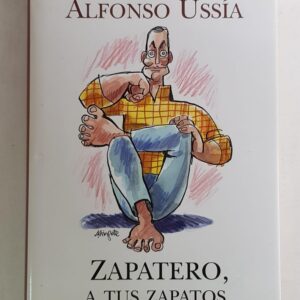 ALFONSO USSÍA
ZAPATERO,
A TUS ZAPATOS